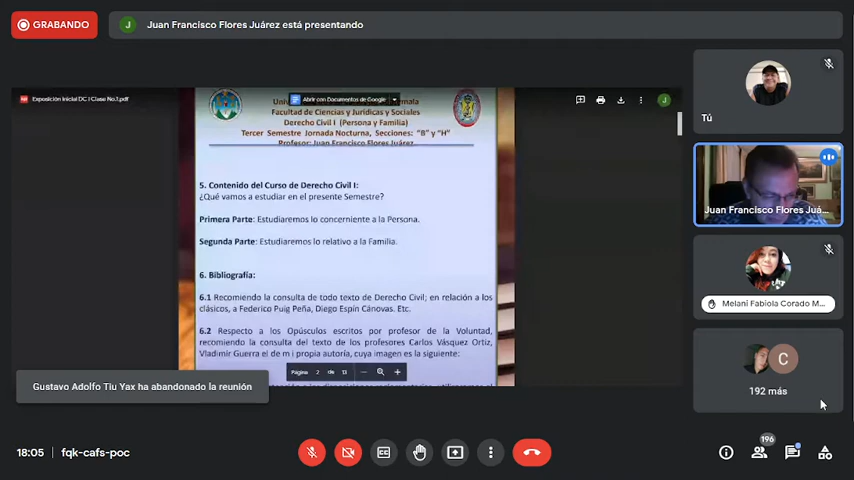 GRABANDO
J Juan Francisco Flores Juárez está presentando
Exposición Inicial DC I Clase No.1.pdf
Abrir con Documentos de Google
J
Facultad de Ciencias y Jurídicas y Sociales
Derecho Civil I (Persona y Familia)
Tercer Semestre Jornada Nocturna, Secciones: "B" y "H"
Profesor: Juan Francisco Flores Juárez
5. Contenido del Curso de Derecho Civil I:
¿Qué vamos a estudiar en el presente Semestre?
Primera Parte: Estudiaremos lo concerniente a la Persona.
Segunda Parte: Estudiaremos lo relativo a la Familia.
6. Bibliografía:
6.1 Recomiendo la consulta de todo texto de Derecho Civil; en relación a los
clásicos, a Federico Puig Peña, Diego Espín Cánovas. Etc.
6.2 Respecto a los Opúsculos escritos por profesor de la Voluntad,
recomiendo la consulta del texto de los profesores Carlos Vásquez Ortiz,
Vladimir Guerra el de m i propia autoría, cuya imagen es la siguiente:
Página 2 de 13
Tú
Juan Francisco Flores Juá...
Melani Fabiola Corado M...
C
192 más
Gustavo Adolfo Tiu Yax ha abandonado la reunión
18:05 fqk-cafs-poc
196